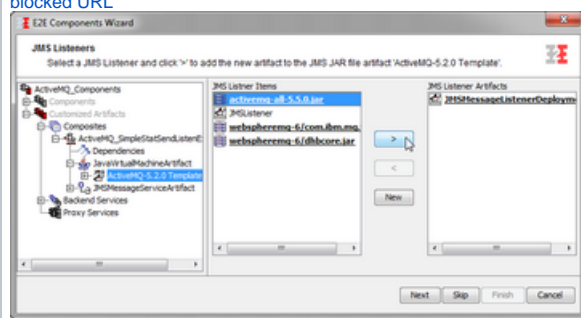 blocked URL
E2E Components Wizard
JMS Listeners
Select a JMS Listener and click '>' to add the new artifact to the JMS JAR file artifact 'ActiveMQ-5.2.0 Template'.
ActiveMQ_Components
Components
Customized Artifacts
Composites
ActiveMQ_SimpleStatSendListenE
Dependencies
JavaVirtualMachineArtifact
ActiveMQ-5.2.0 Template
JMSMessageServiceArtifact
Backend Services
Proxy Services
JMS Listner Items
activemq-all-5.5.0.jar
JMSListener
webspheremq-6/com.ibm.mq.
webspheremq-6/dhbcore.jar
>
<
New
JMS Listener Artifacts
JMSMessageListenerDeploym
Next Skip Finish Cancel